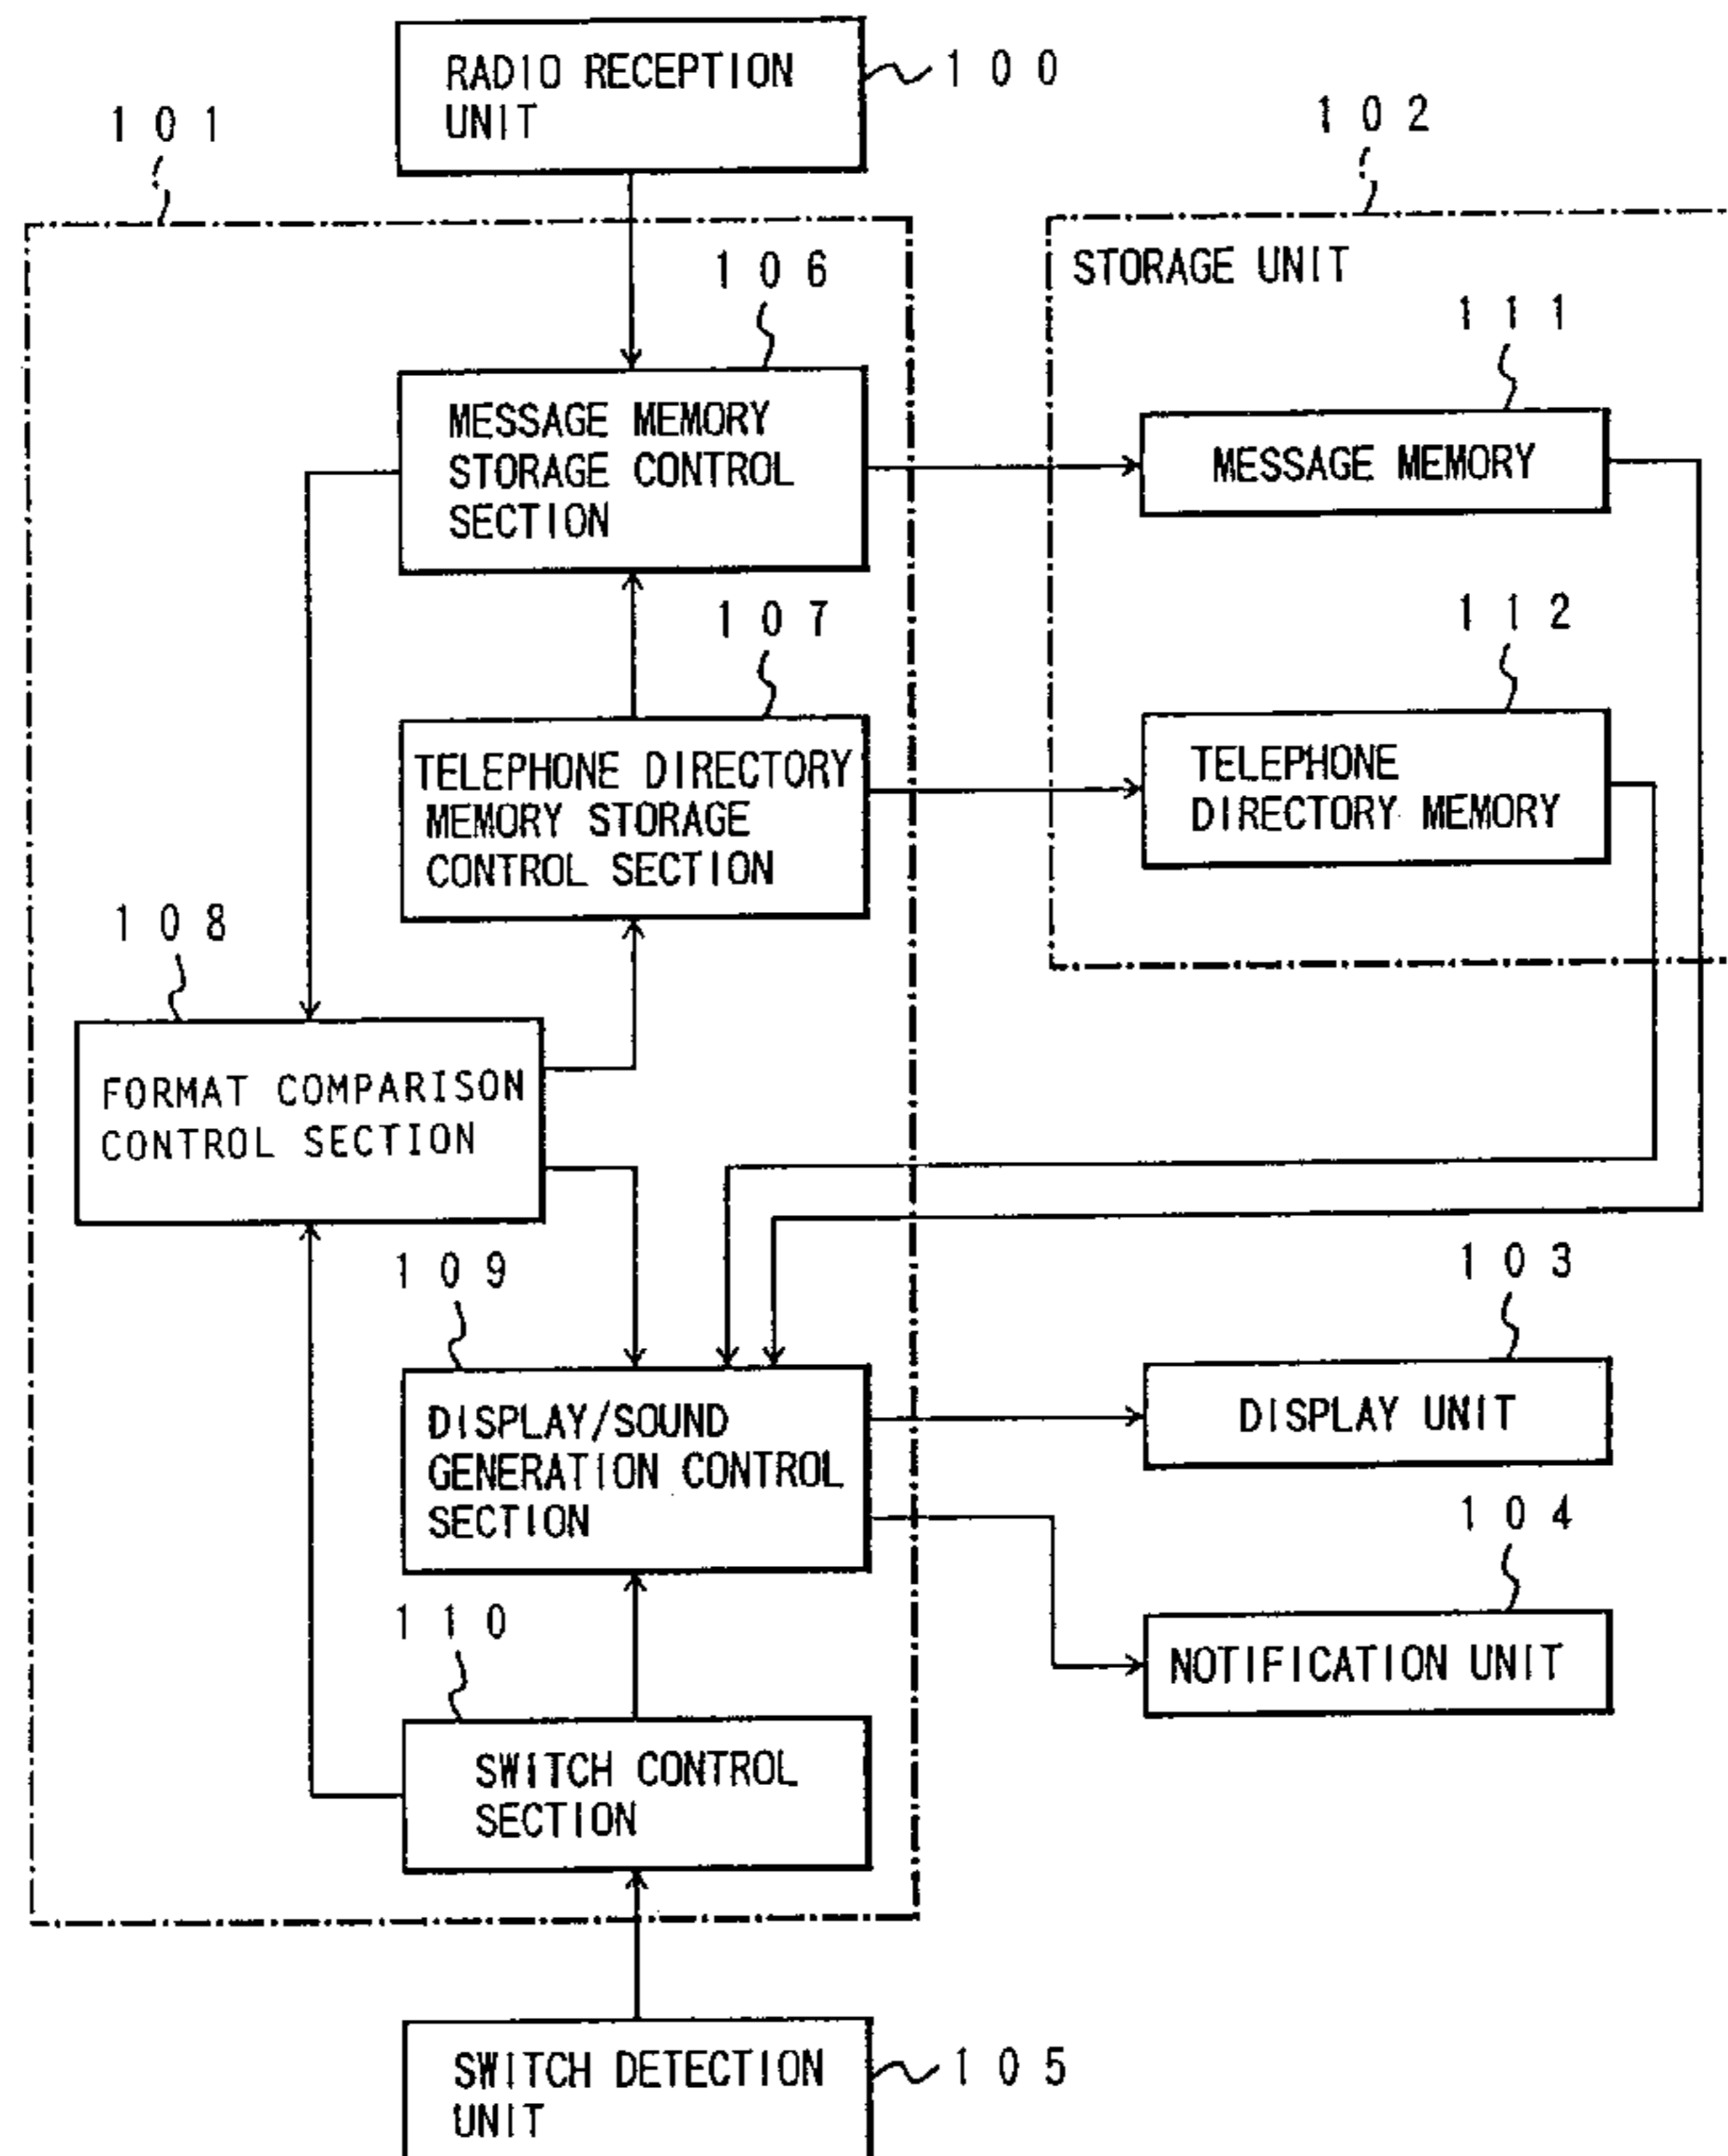 RADIO RECEPTION
UNIT
100
101
102
STORAGE UNIT
106
MESSAGE MEMORY
STORAGE CONTROL
SECTION
111
MESSAGE MEMORY
107
TELEPHONE DIRECTORY
MEMORY STORAGE
CONTROL SECTION
112
TELEPHONE
DIRECTORY MEMORY
108
FORMAT COMPARISON
CONTROL SECTION
109
DISPLAY/SOUND
GENERATION CONTROL
SECTION
103
DISPLAY UNIT
104
NOTIFICATION UNIT
110
SWITCH CONTROL
SECTION
SWITCH DETECTION
UNIT
105